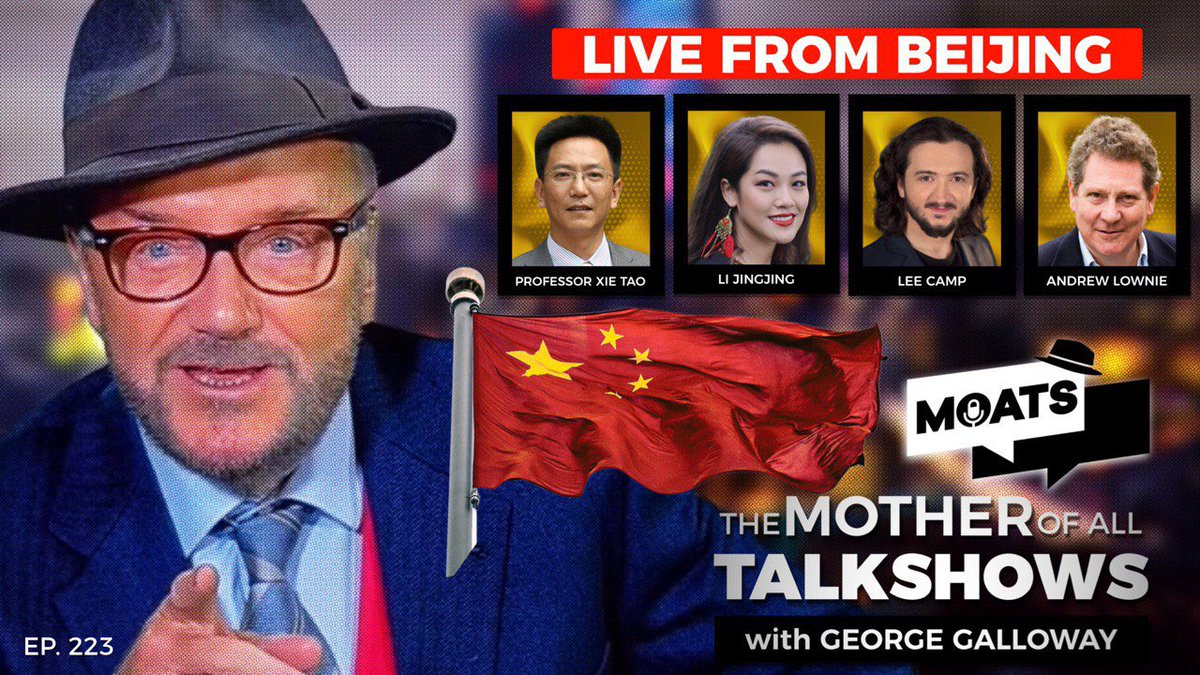 LIVE FROM BEIJING
PROFESSOR XIE TAO
LI JINGJING
LEE CAMP
ANDREW LOWNIE
MOATS
THE MOTHER OF ALL
TALKSHOWS
with GEORGE GALLOWAY
EP. 223